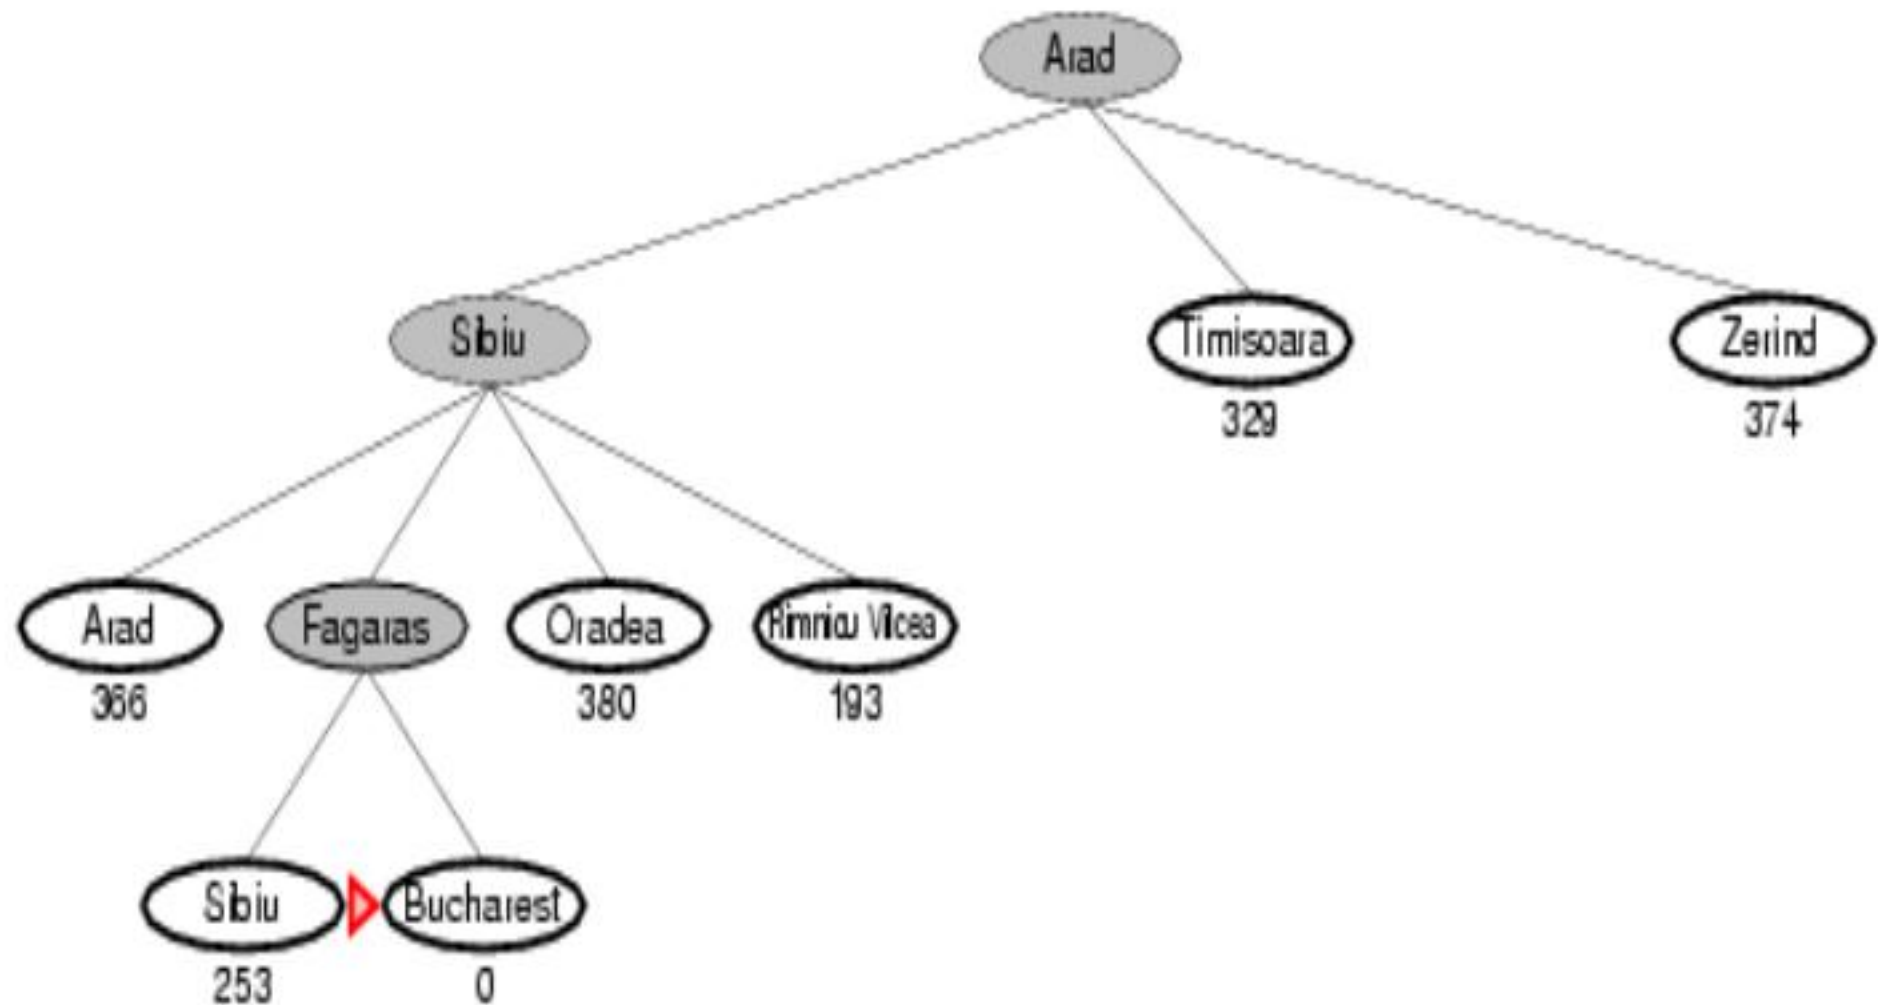 Arad
Sibiu Timisoara Zerind
329 374
Arad Fagaras Oradea Rimnicu Vilcea
366 380 193
Sibiu Bucharest
253 0